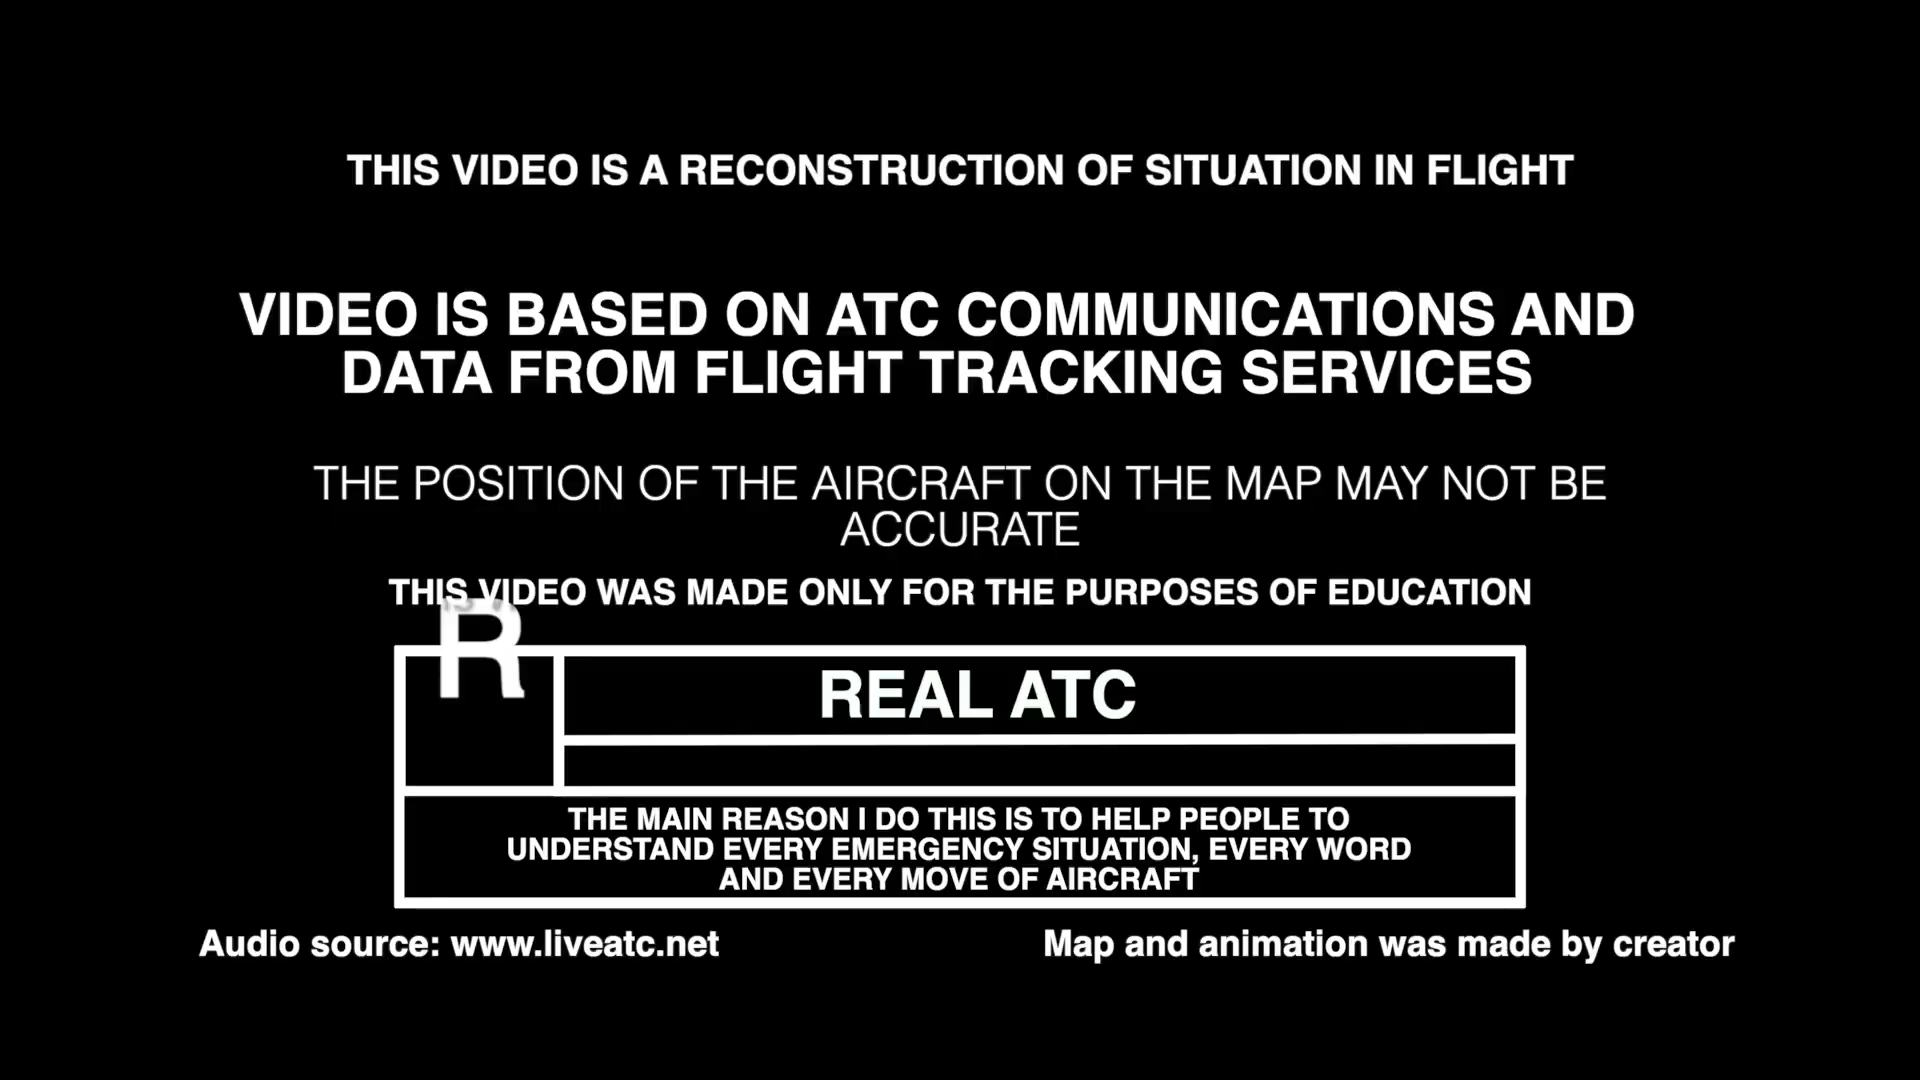 THIS VIDEO IS A RECONSTRUCTION OF SITUATION IN FLIGHT
VIDEO IS BASED ON ATC COMMUNICATIONS AND
DATA FROM FLIGHT TRACKING SERVICES
THE POSITION OF THE AIRCRAFT ON THE MAP MAY NOT BE
ACCURATE
THIS VIDEO WAS MADE ONLY FOR THE PURPOSES OF EDUCATION
R
REAL ATC
THE MAIN REASON I DO THIS IS TO HELP PEOPLE TO
UNDERSTAND EVERY EMERGENCY SITUATION, EVERY WORD
AND EVERY MOVE OF AIRCRAFT
Audio source: www.liveatc.net
Map and animation was made by creator